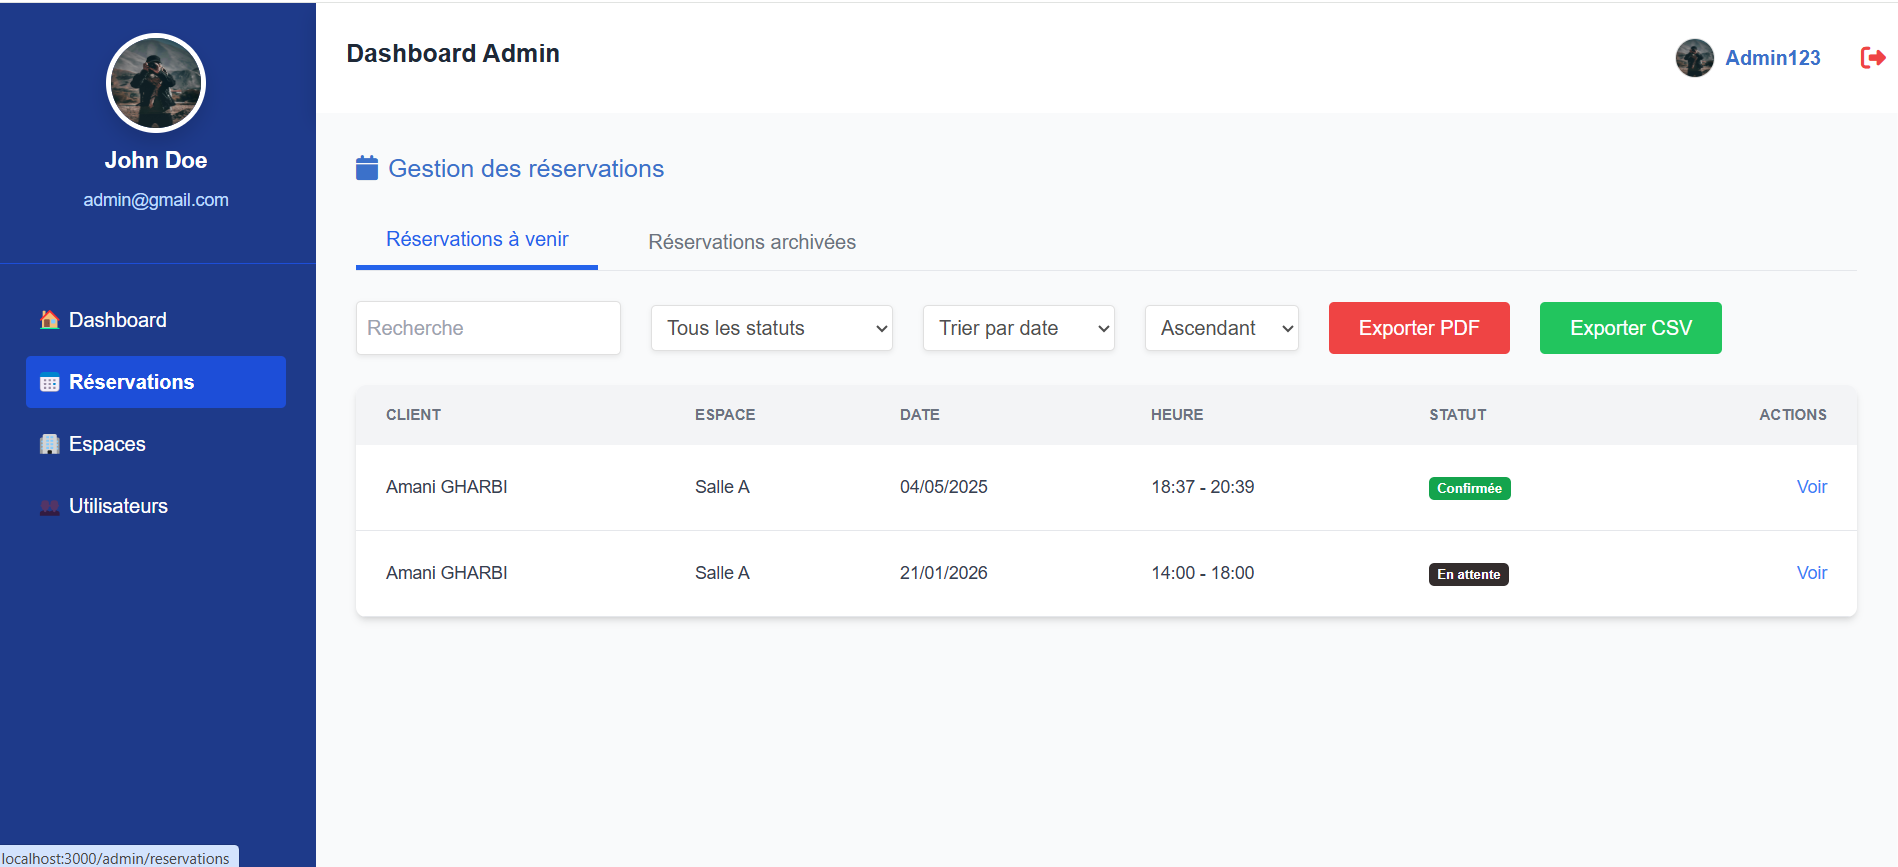 John Doe
admin@gmail.com
Dashboard
Réservations
Espaces
Utilisateurs
Dashboard Admin
Admin123
Gestion des réservations
Réservations à venir
Réservations archivées
Recherche
Tous les statuts
Trier par date
Ascendant
Exporter PDF
Exporter CSV
CLIENT ESPACE DATE HEURE STATUT ACTIONS
Amani GHARBI Salle A 04/05/2025 18:37 - 20:39 Confirmée Voir
Amani GHARBI Salle A 21/01/2026 14:00 - 18:00 En attente Voir
localhost:3000/admin/reservations